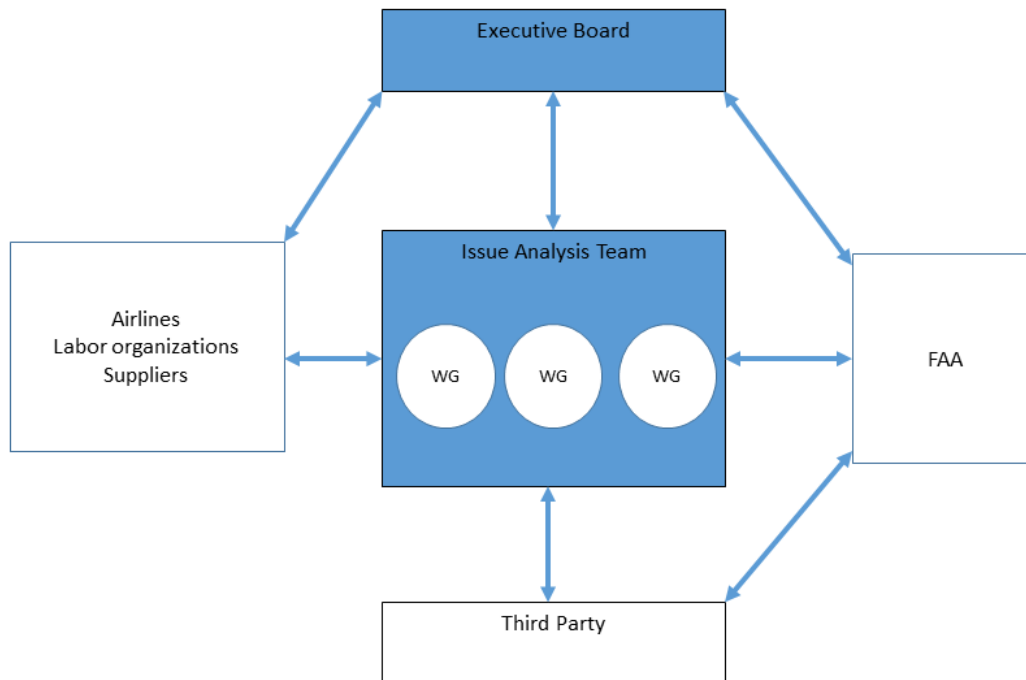 Executive Board
Issue Analysis Team
Airlines
Labor organizations
Suppliers
WG
WG
WG
FAA
Third Party